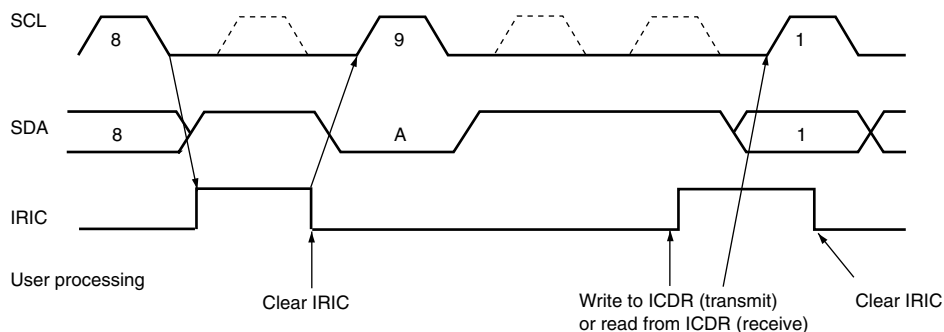 SCL
8
9
1
SDA
8
A
1
IRIC
User processing
Clear IRIC
Write to ICDR (transmit)
or read from ICDR (receive)
Clear IRIC